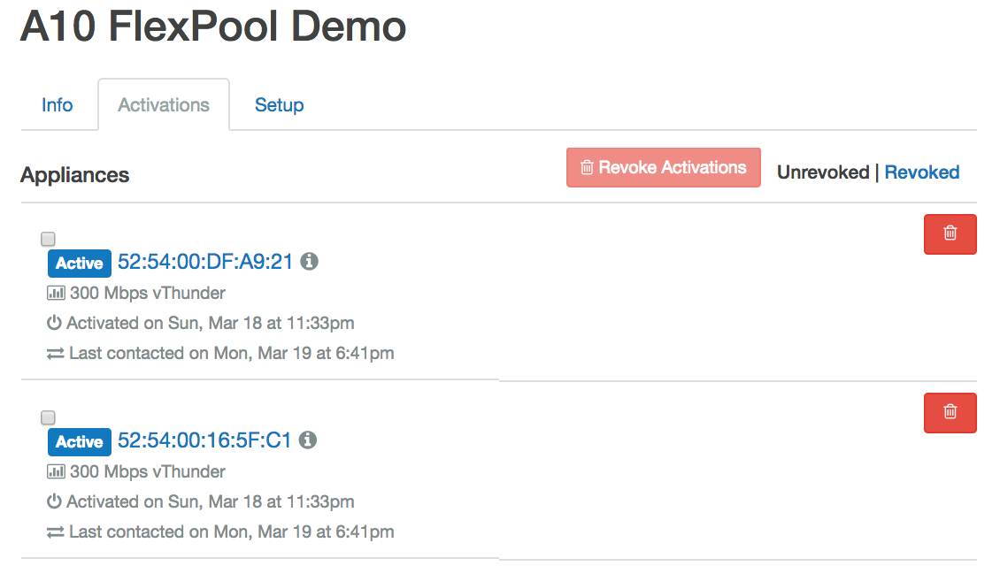 A10 FlexPool Demo
Info Activations Setup
Appliances Revoke Activations Unrevoked | Revoked
Active 52:54:00:DF:A9:21
300 Mbps vThunder
Activated on Sun, Mar 18 at 11:33pm
Last contacted on Mon, Mar 19 at 6:41pm
Active 52:54:00:16:5F:C1
300 Mbps vThunder
Activated on Sun, Mar 18 at 11:33pm
Last contacted on Mon, Mar 19 at 6:41pm